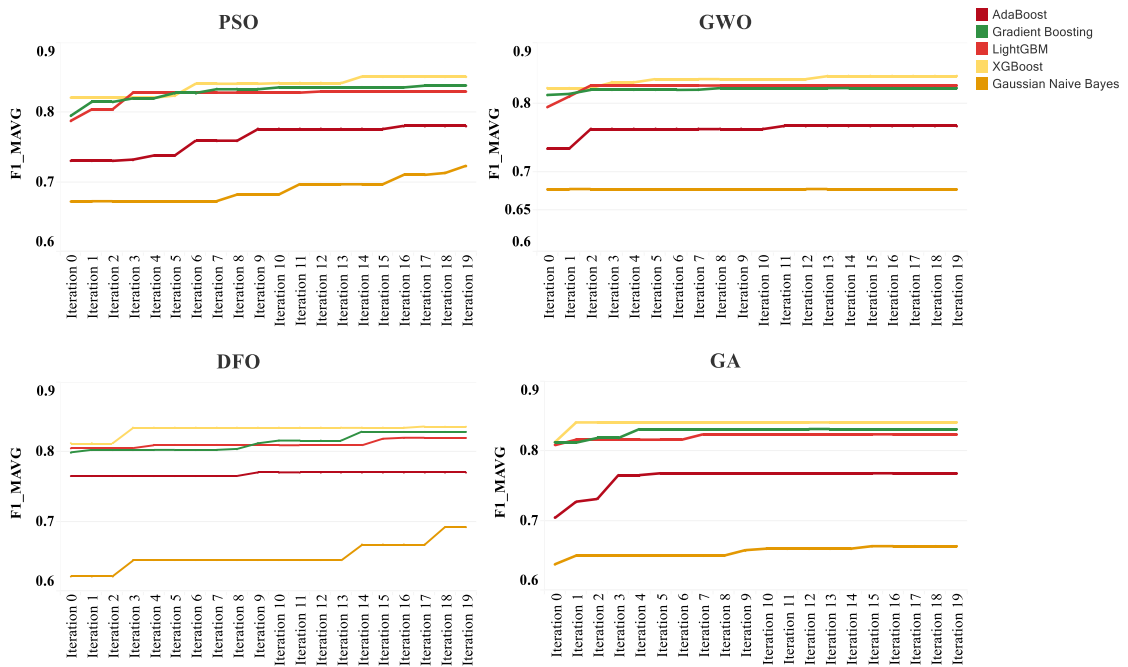 PSO
0.9
0.8
0.7
0.6
F1_MAVG
Iteration 0
Iteration 1
Iteration 2
Iteration 3
Iteration 4
Iteration 5
Iteration 6
Iteration 7
Iteration 8
Iteration 9
Iteration 10
Iteration 11
Iteration 12
Iteration 13
Iteration 14
Iteration 15
Iteration 16
Iteration 17
Iteration 18
Iteration 19
GWO
0.9
0.8
0.7
0.65
0.6
F1_MAVG
Iteration 0
Iteration 1
Iteration 2
Iteration 3
Iteration 4
Iteration 5
Iteration 6
Iteration 7
Iteration 8
Iteration 9
Iteration 10
Iteration 11
Iteration 12
Iteration 13
Iteration 14
Iteration 15
Iteration 16
Iteration 17
Iteration 18
Iteration 19
AdaBoost
Gradient Boosting
LightGBM
XGBoost
Gaussian Naive Bayes
DFO
0.9
0.8
0.7
0.6
F1_MAVG
Iteration 0
Iteration 1
Iteration 2
Iteration 3
Iteration 4
Iteration 5
Iteration 6
Iteration 7
Iteration 8
Iteration 9
Iteration 10
Iteration 11
Iteration 12
Iteration 13
Iteration 14
Iteration 15
Iteration 16
Iteration 17
Iteration 18
Iteration 19
GA
0.9
0.8
0.7
0.6
F1_MAVG
Iteration 0
Iteration 1
Iteration 2
Iteration 3
Iteration 4
Iteration 5
Iteration 6
Iteration 7
Iteration 8
Iteration 9
Iteration 10
Iteration 11
Iteration 12
Iteration 13
Iteration 14
Iteration 15
Iteration 16
Iteration 17
Iteration 18
Iteration 19